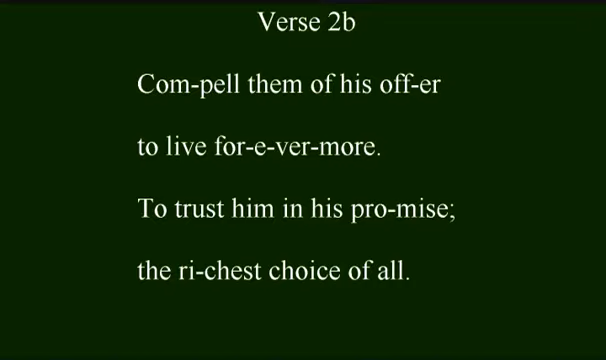 Verse 2b
Com-pell them of his off-er
to live for-e-ver-more.
To trust him in his pro-mise;
the ri-chest choice of all.